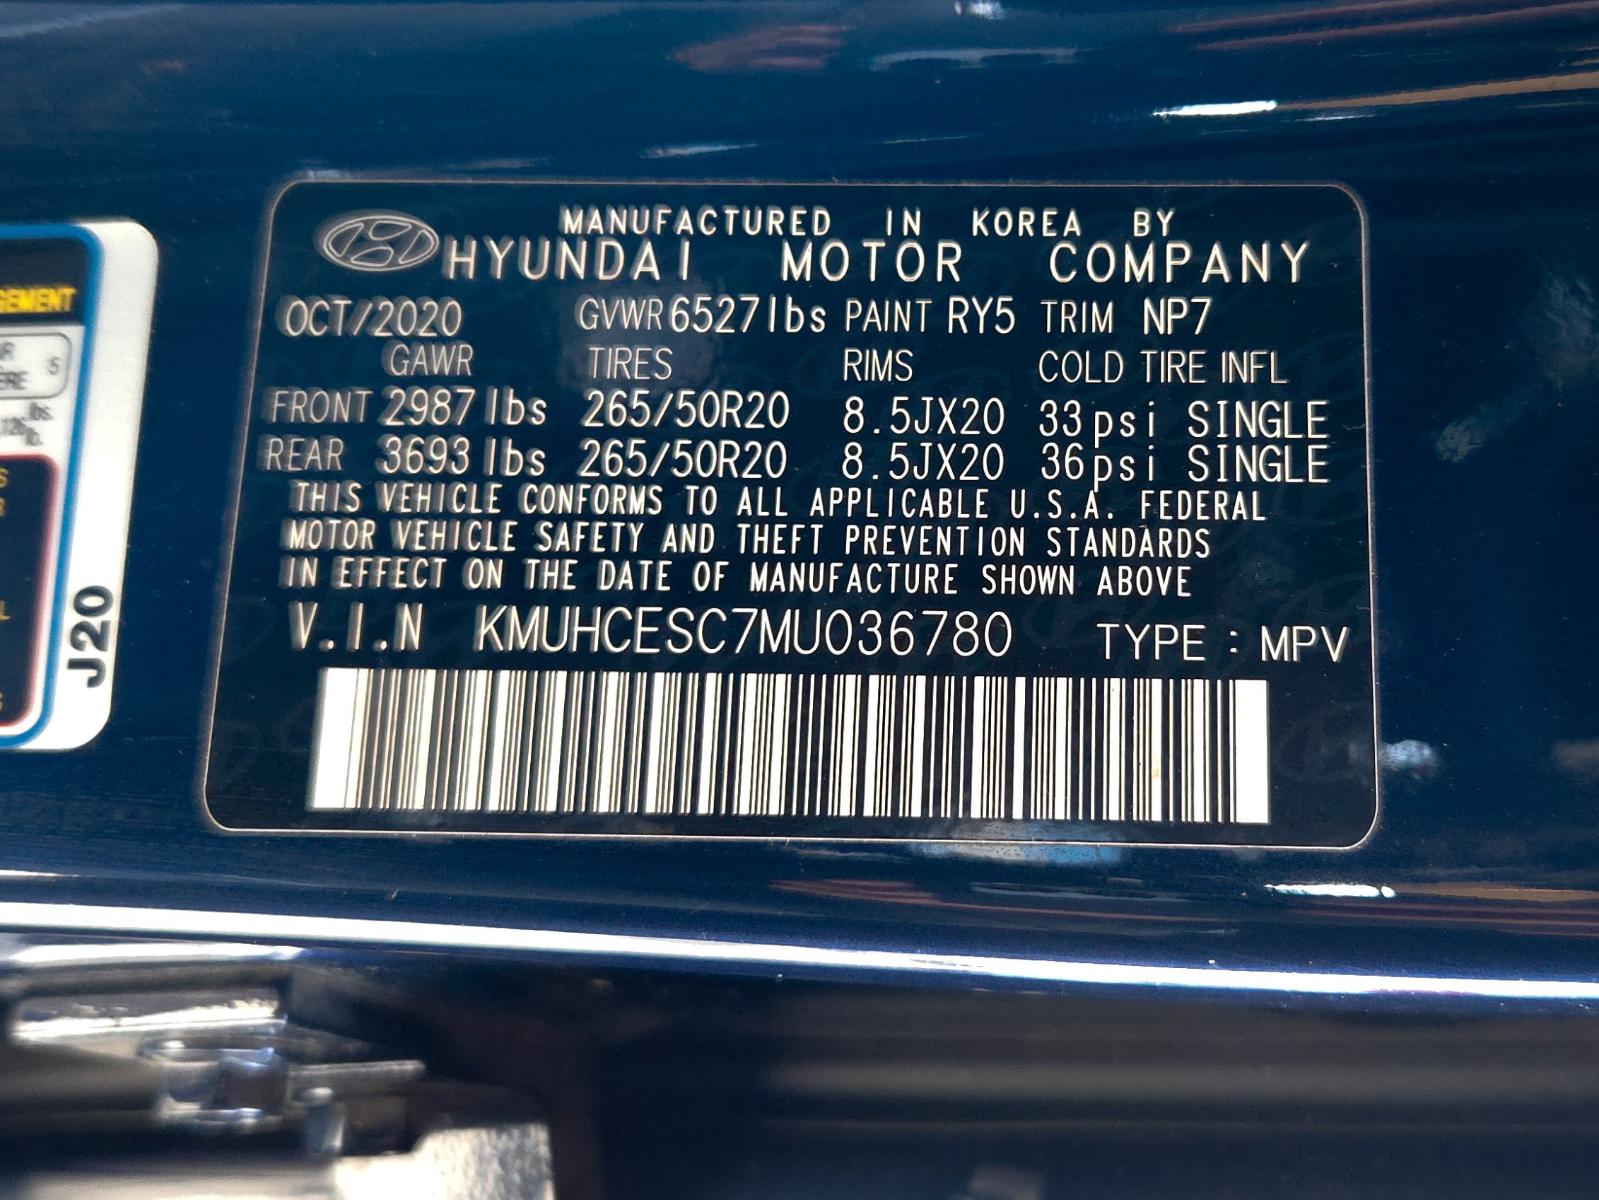 MANUFACTURED IN KOREA BY
HYUNDAI MOTOR COMPANY
OCT/2020 GVWR 6527lbs PAINT RY5 TRIM NP7
GAWR TIRES RIMS COLD TIRE INFL
FRONT 2987lbs 265/50R20 8.5JX20 33psi SINGLE
REAR 3693lbs 265/50R20 8.5JX20 36psi SINGLE
THIS VEHICLE CONFORMS TO ALL APPLICABLE U.S.A. FEDERAL
MOTOR VEHICLE SAFETY AND THEFT PREVENTION STANDARDS
IN EFFECT ON THE DATE OF MANUFACTURE SHOWN ABOVE
V.I.N KMUHCESC7MU036780 TYPE : MPV
J20